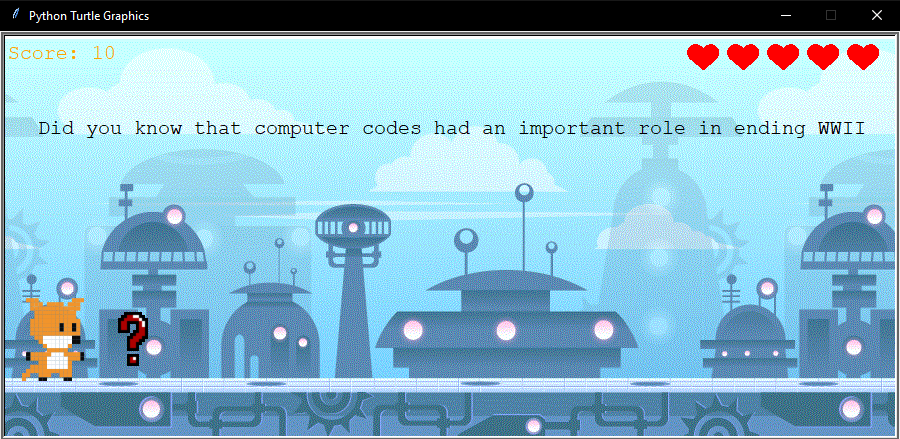 Python Turtle Graphics
Score: 10
Did you know that computer codes had an important role in ending WWII
?